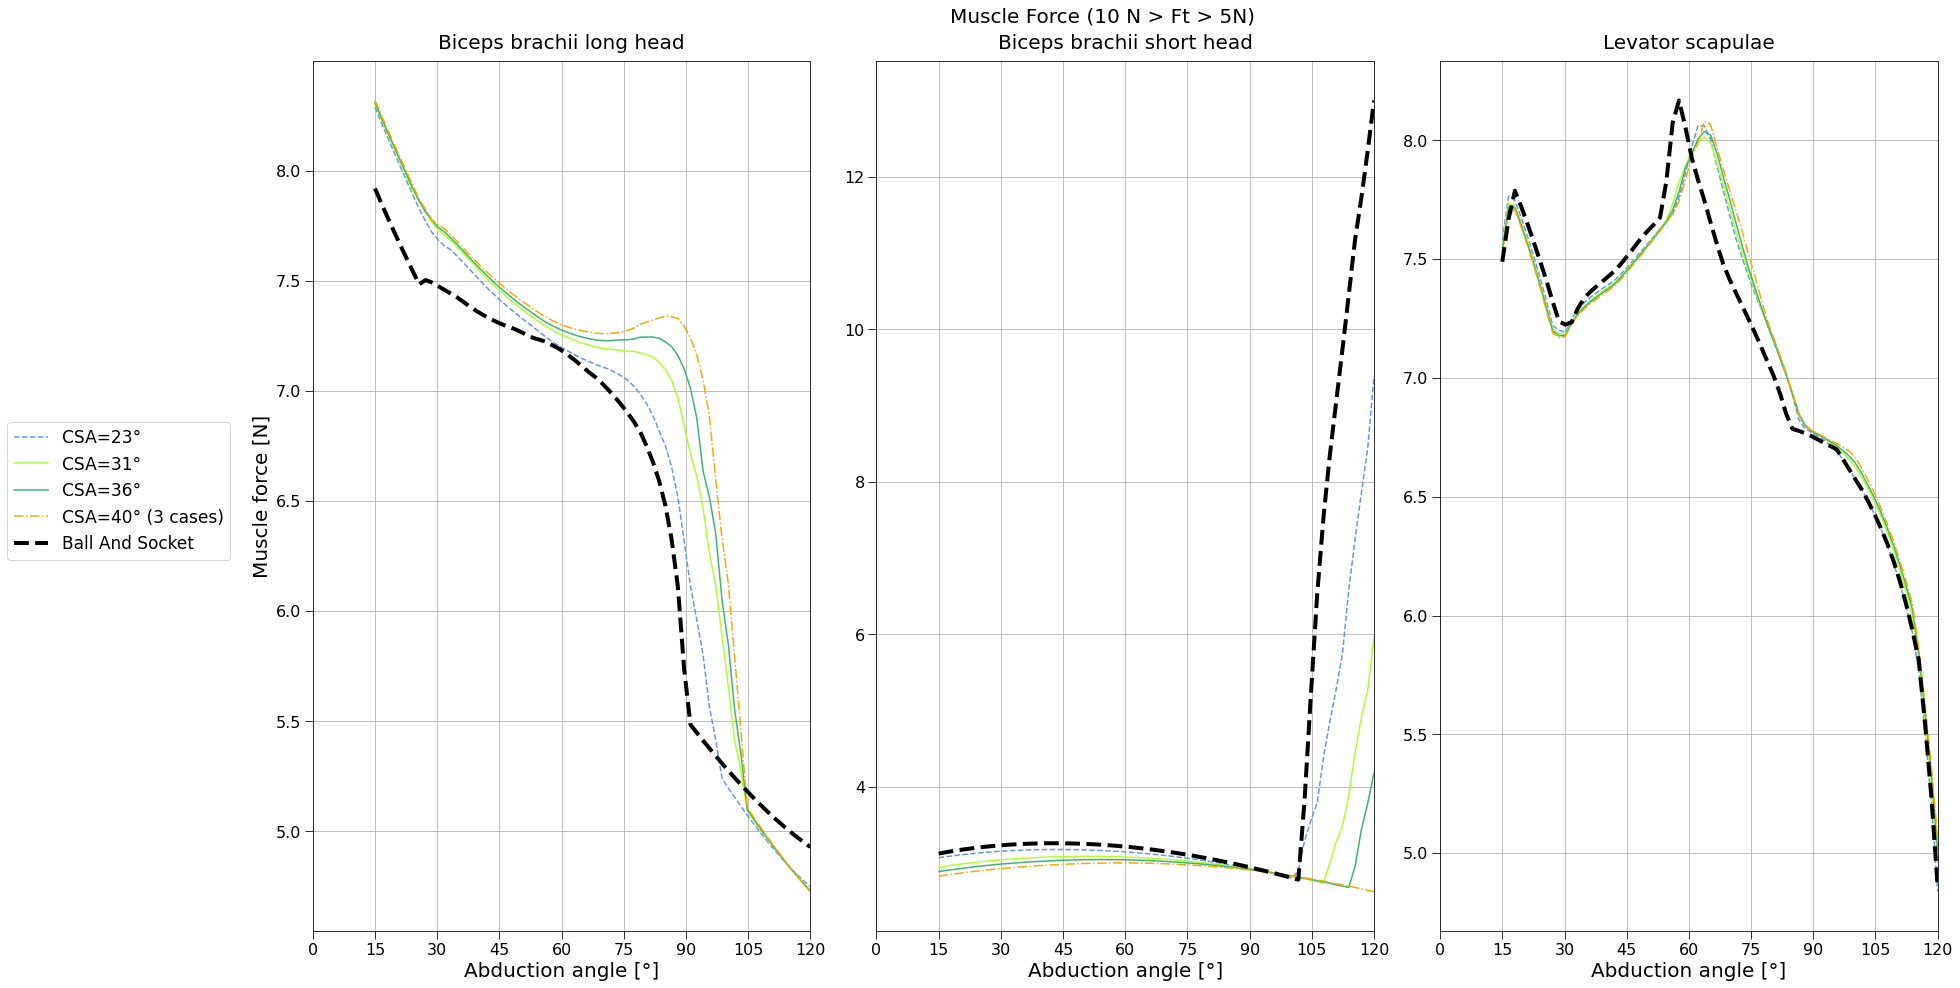 Muscle Force (10 N > Ft > 5N)
Biceps brachii long head
Biceps brachii short head
Levator scapulae
CSA=23°
CSA=31°
CSA=36°
CSA=40° (3 cases)
Ball And Socket
Muscle force [N]
8.0
7.5
7.0
6.5
6.0
5.5
5.0
0 15 30 45 60 75 90 105 120
Abduction angle [°]
12
10
8
6
4
0 15 30 45 60 75 90 105 120
Abduction angle [°]
8.0
7.5
7.0
6.5
6.0
5.5
5.0
0 15 30 45 60 75 90 105 120
Abduction angle [°]